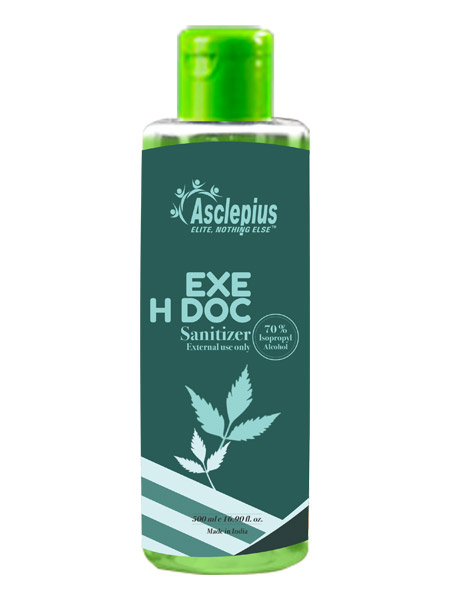 Asclepius
ELITE, NOTHING ELSE™
EXE
H DOC
Sanitizer
External use only
70%
Isopropyl
Alcohol
500 ml e 16.90 fl. oz.
Made in India